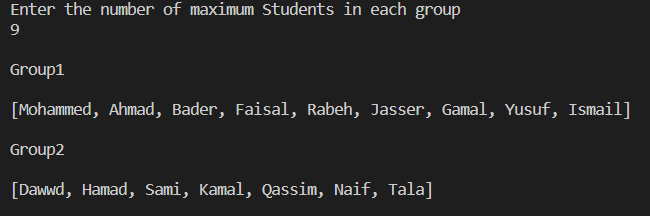 Enter the number of maximum Students in each group
9
Group1
[Mohammed, Ahmad, Bader, Faisal, Rabeh, Jasser, Gamal, Yusuf, Ismail]
Group2
[Dawwd, Hamad, Sami, Kamal, Qassim, Naif, Tala]